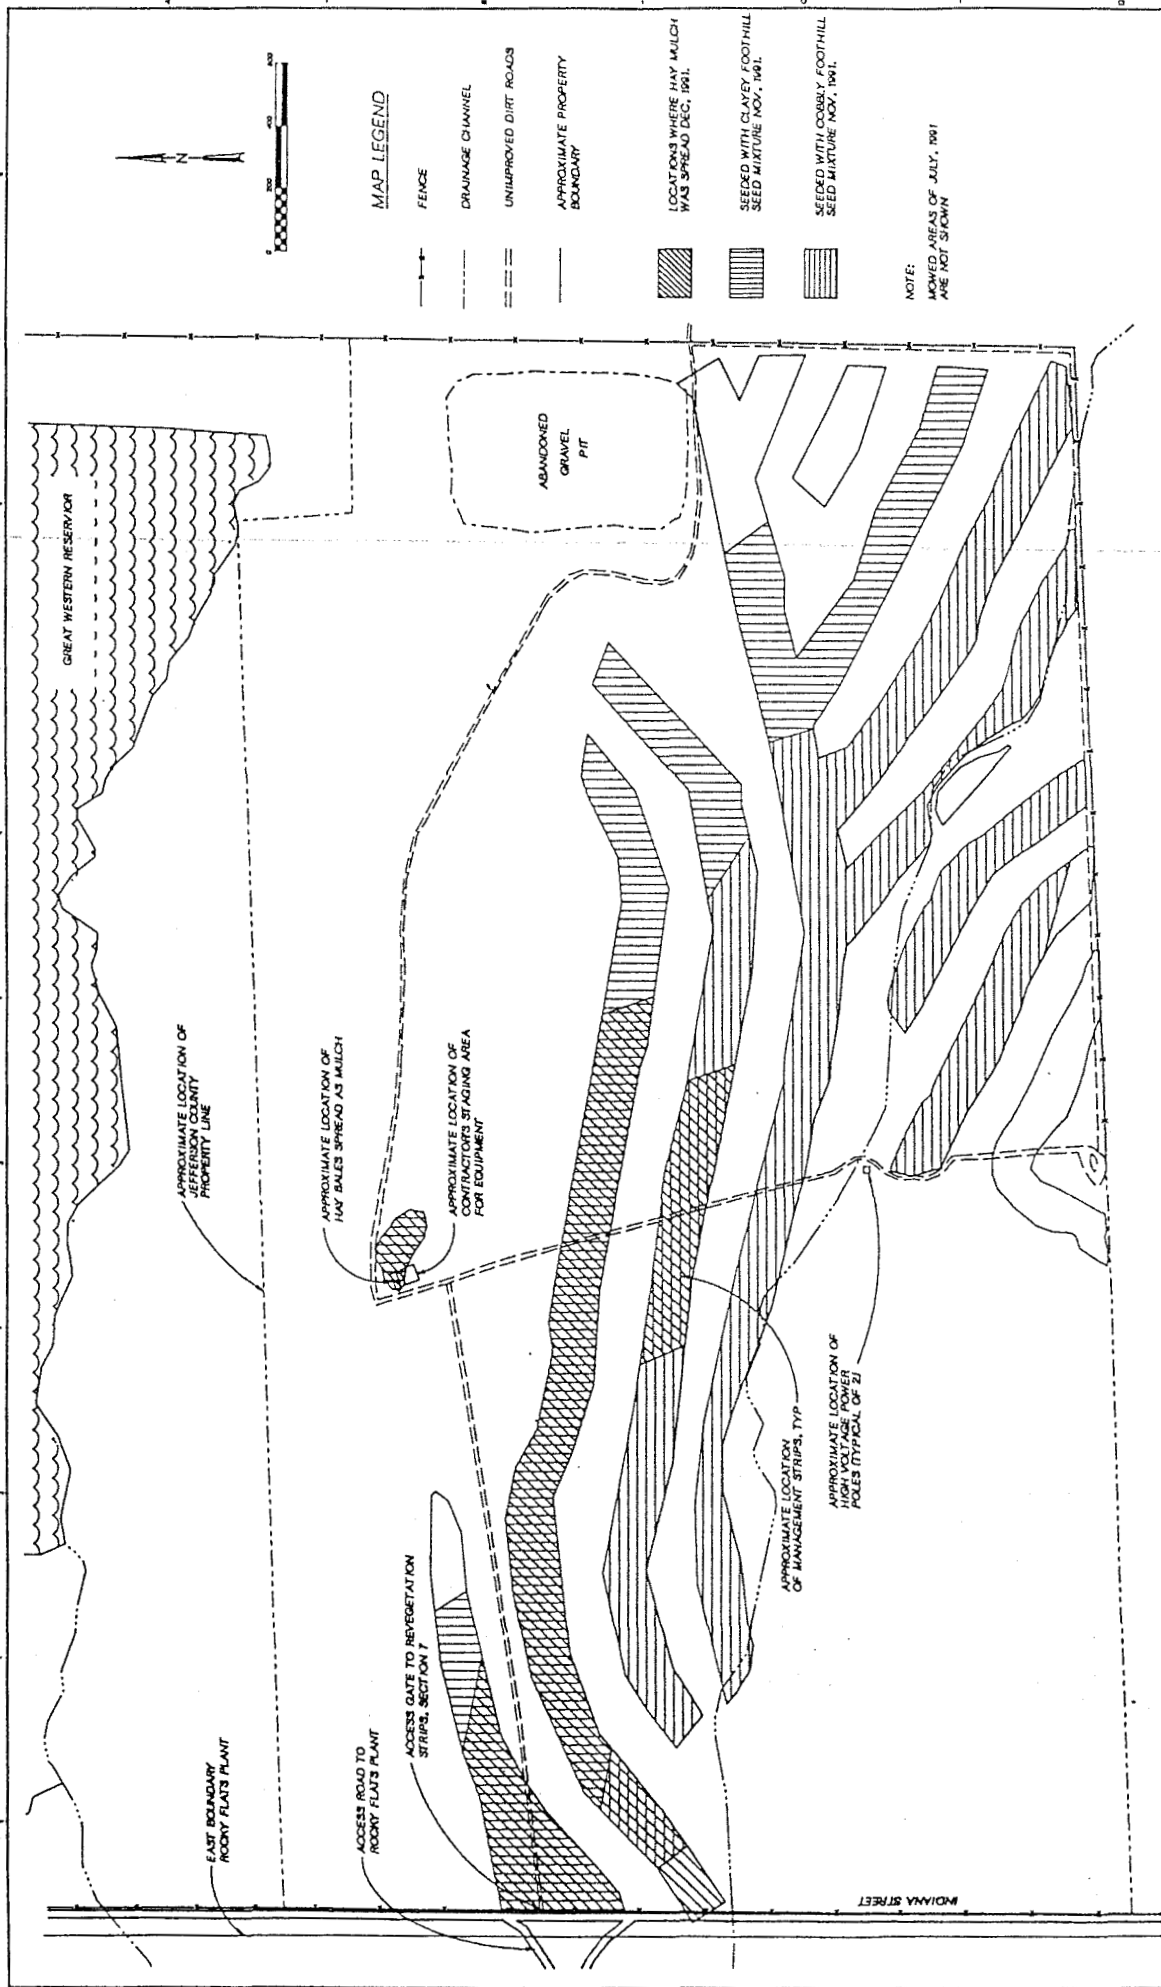 GREAT WESTERN RESERVIOR
N
0 200 400 600
MAP LEGEND
FENCE
DRAINAGE CHANNEL
UNIMPROVED DIRT ROADS
APPROXIMATE PROPERTY
BOUNDARY
LOCATIONS WHERE HAY MULCH
WAS SPREAD DEC, 1991.
SEEDED WITH CLAYEY FOOTHILL
SEED MIXTURE NOV, 1991.
SEEDED WITH COBBLY FOOTHILL
SEED MIXTURE NOV, 1991.
NOTE:
MOWED AREAS OF JULY, 1991
ARE NOT SHOWN
ABANDONED
GRAVEL
PIT
APPROXIMATE LOCATION OF
JEFFERSON COUNTY
PROPERTY LINE
APPROXIMATE LOCATION OF
HAY BALES SPREAD AS MULCH
APPROXIMATE LOCATION OF
CONTRACTOR'S STAGING AREA
FOR EQUIPMENT
EAST BOUNDARY
ROCKY FLATS PLANT
ACCESS ROAD TO
ROCKY FLATS PLANT
ACCESS GATE TO REVEGETATION
STRIPS, SECTION 7
APPROXIMATE LOCATION
OF MANAGEMENT STRIPS, TYP
APPROXIMATE LOCATION OF
HIGH VOLTAGE POWER
POLES (TYPICAL OF 2)
INDIANA STREET